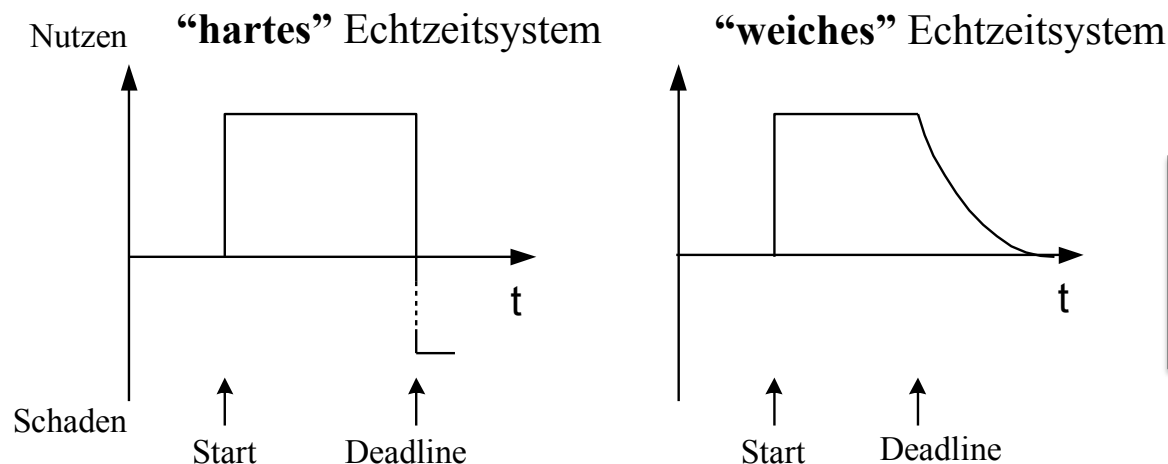 Nutzen
“hartes” Echtzeitsystem
“weiches” Echtzeitsystem
t
t
Schaden
Start
Deadline
Start
Deadline